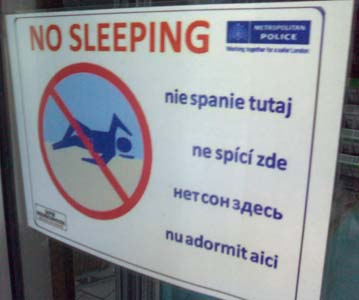 NO SLEEPING
METROPOLITAN
POLICE
Working together for a safer London
nie spanie tutaj
ne spící zde
нет сон здесь
nu adormit aici